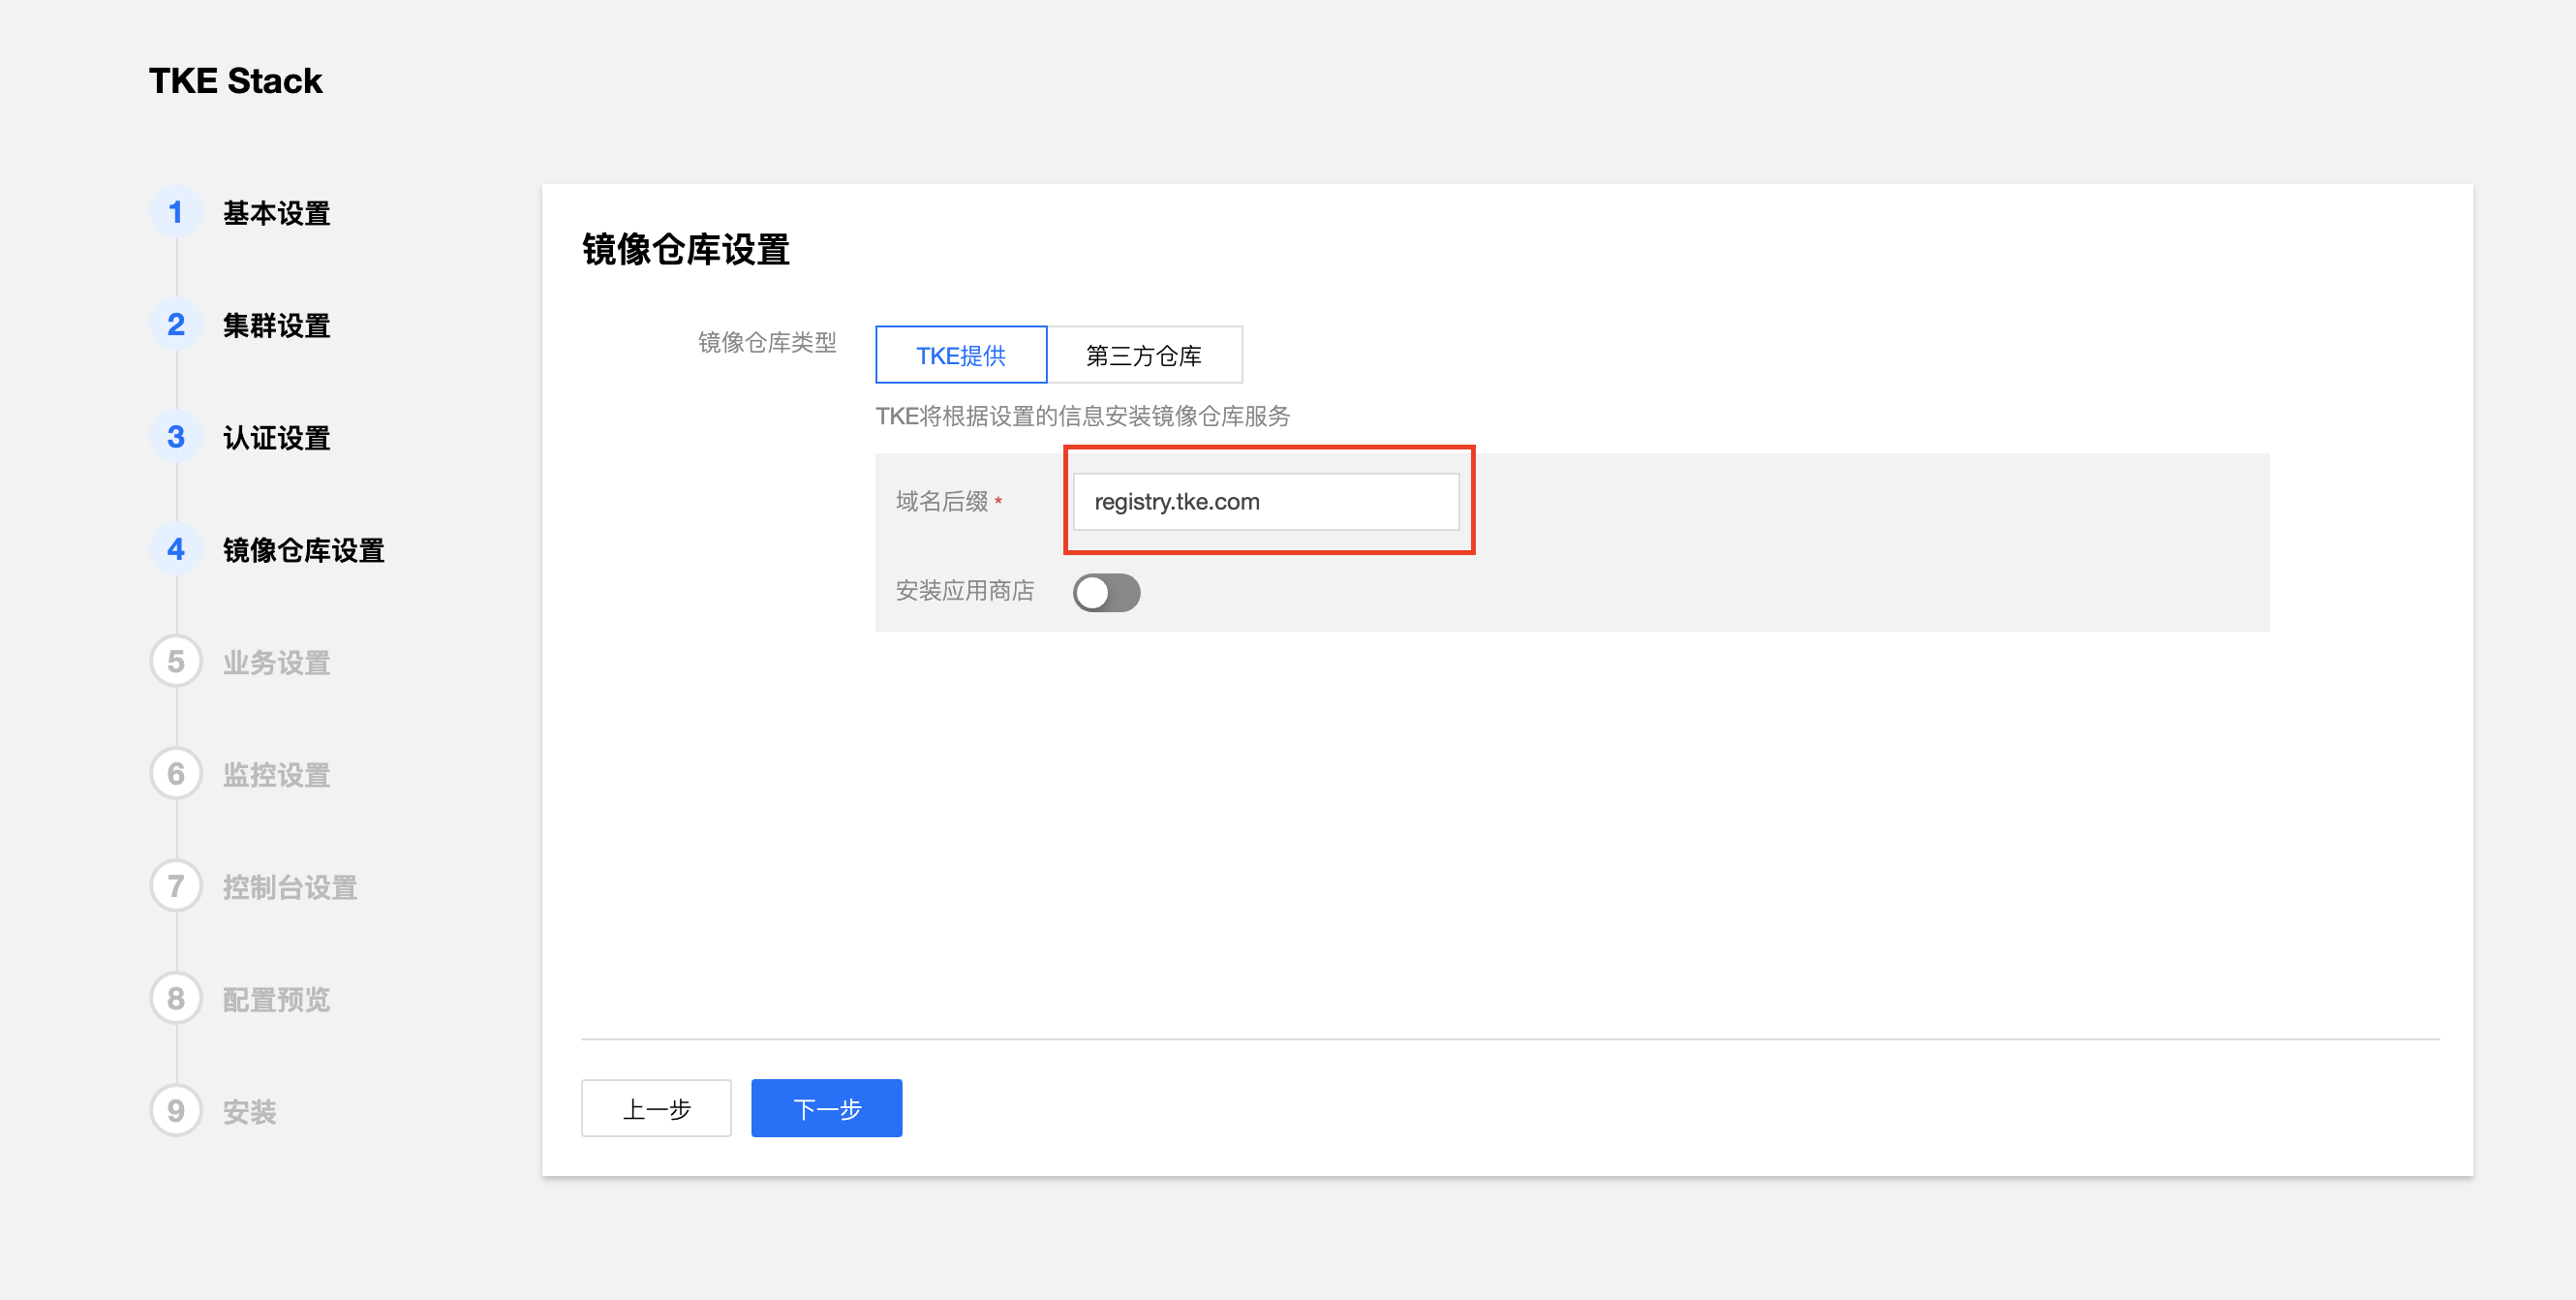 TKE Stack
1 基本设置
2 集群设置
3 认证设置
4 镜像仓库设置
5 业务设置
6 监控设置
7 控制台设置
8 配置预览
9 安装
镜像仓库设置
镜像仓库类型 TKE提供 第三方仓库
TKE将根据设置的信息安装镜像仓库服务
域名后缀 * registry.tke.com
安装应用商店
上一步 下一步